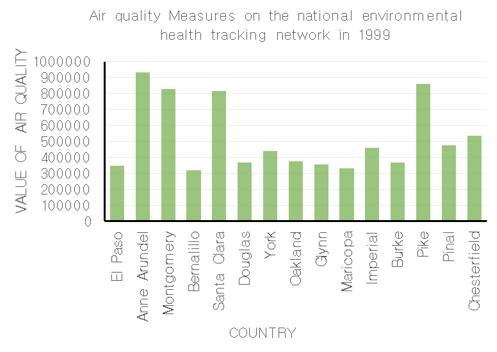 Air quality Measures on the national environmental
health tracking network in 1999
VALUE OF AIR QUALITY
1000000
900000
800000
700000
600000
500000
400000
300000
200000
100000
0
El Paso
Anne Arundel
Montgomery
Bernalillo
Santa Clara
Douglas
York
Oakland
Glynn
Maricopa
Imperial
Burke
Pike
Pinal
Chesterfield
COUNTRY